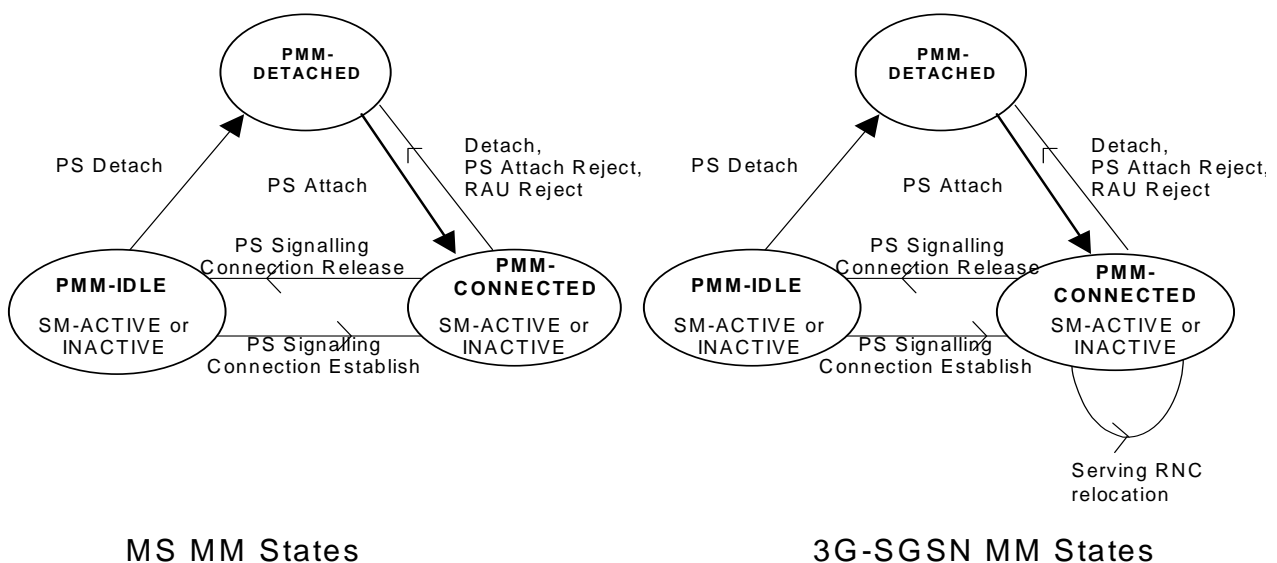 PMM-
DETACHED
PS Detach
PS Attach
Detach,
PS Attach Reject,
RAU Reject
PS Signalling
Connection Release
PMM-IDLE
SM-ACTIVE or
INACTIVE
PMM-
CONNECTED
SM-ACTIVE or
INACTIVE
PS Signalling
Connection Establish
MS MM States
PMM-
DETACHED
PS Detach
PS Attach
Detach,
PS Attach Reject,
RAU Reject
PS Signalling
Connection Release
PMM-IDLE
SM-ACTIVE or
INACTIVE
PMM-
CONNECTED
SM-ACTIVE or
INACTIVE
PS Signalling
Connection Establish
Serving RNC
relocation
3G-SGSN MM States